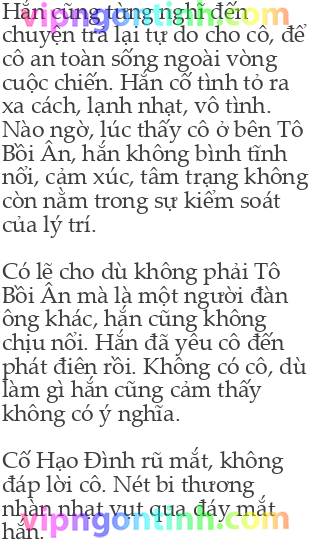 Hắn cũng từng nghĩ đến
chuyện trả lại tự do cho cô, để
cô an toàn sống ngoài vòng
cuộc chiến. Hắn cố tình tỏ ra
xa cách, lạnh nhạt, vô tình.
Nào ngờ, lúc thấy cô ở bên Tô
Bồi Ân, hắn không bình tĩnh
nổi, cảm xúc, tâm trạng không
còn nằm trong sự kiểm soát
của lý trí.
Có lẽ cho dù không phải Tô
Bồi Ân mà là một người đàn
ông khác, hắn cũng không
chịu nổi. Hắn đã yêu cô đến
phát điên rồi. Không có cô, dù
làm gì hắn cũng cảm thấy
không có ý nghĩa.
Cố Hạo Đình rũ mắt, không
đáp lời cô. Nét bi thương
nhàn nhạt vụt qua đáy mắt
hắn.
vipngontinh.com
vipngontinh.com